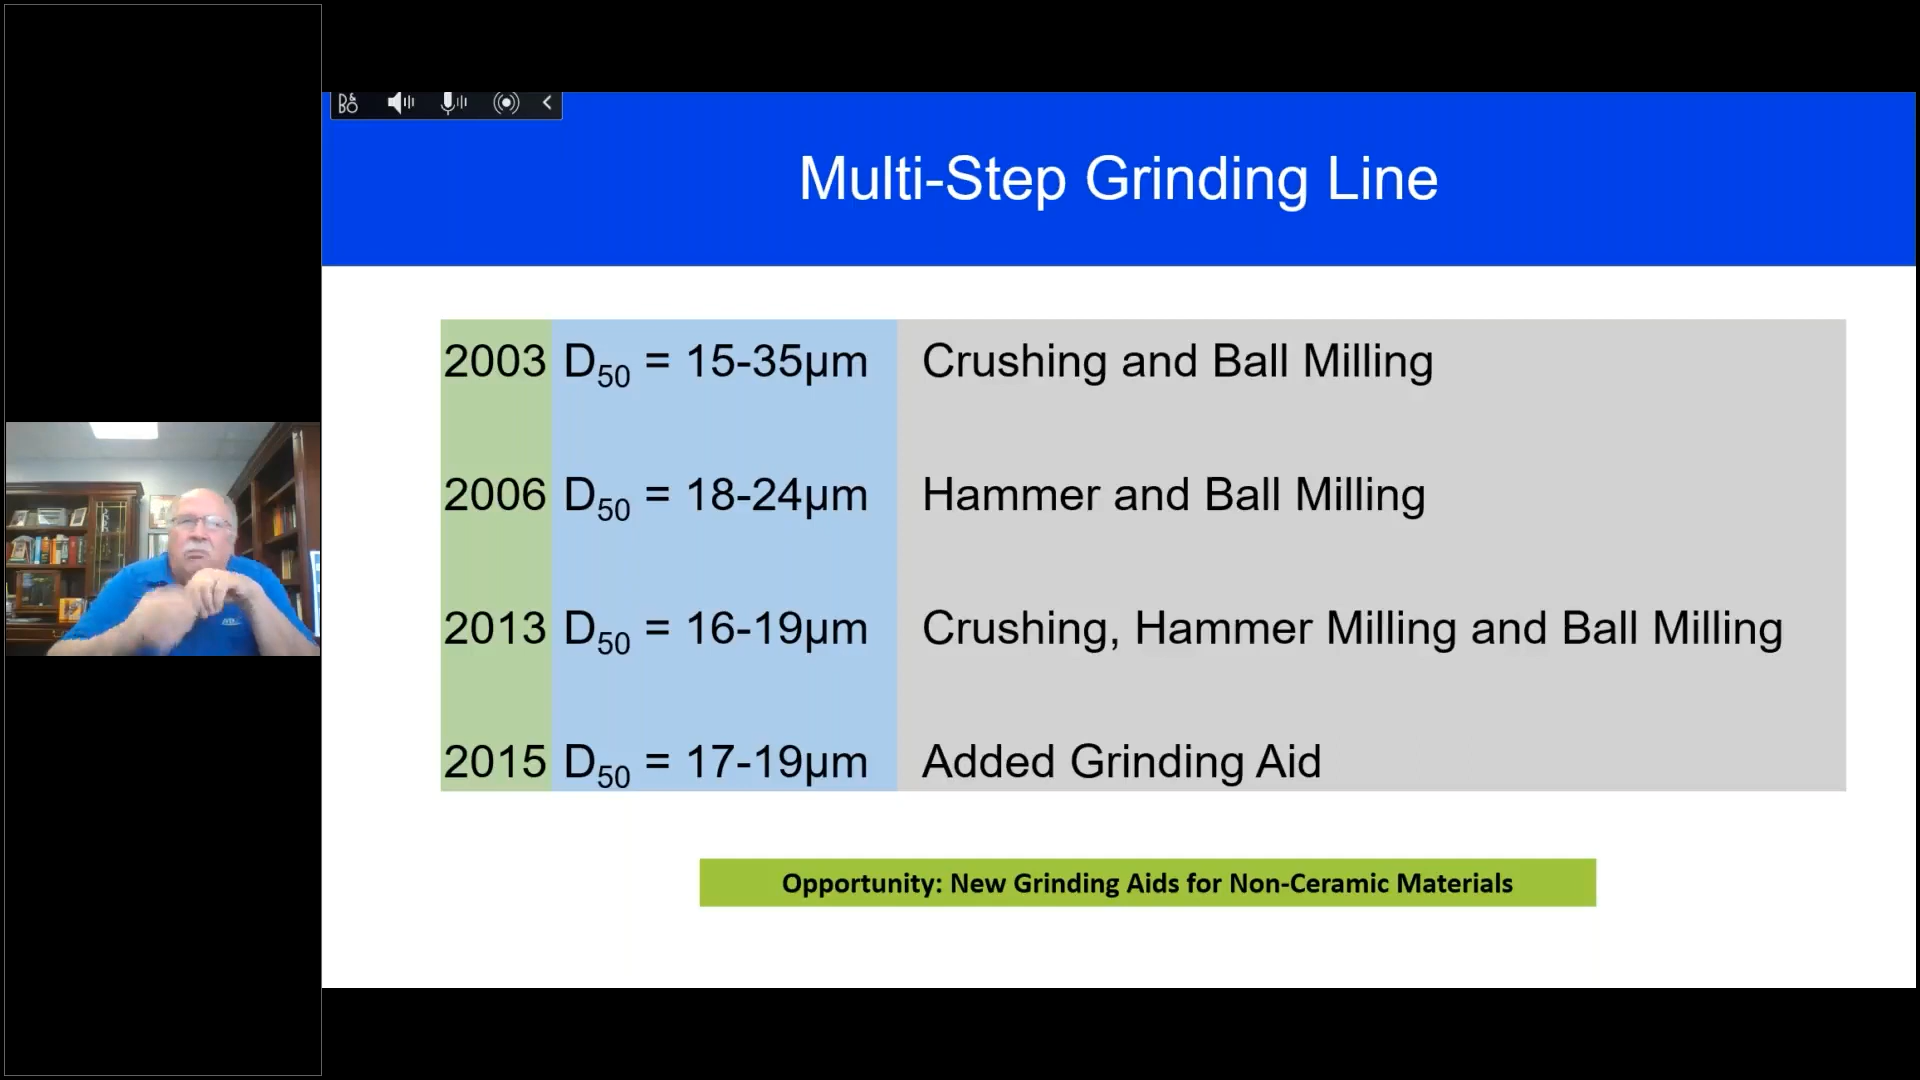 Multi-Step Grinding Line
2003 D₅₀ = 15-35µm Crushing and Ball Milling
2006 D₅₀ = 18-24µm Hammer and Ball Milling
2013 D₅₀ = 16-19µm Crushing, Hammer Milling and Ball Milling
2015 D₅₀ = 17-19µm Added Grinding Aid
Opportunity: New Grinding Aids for Non-Ceramic Materials